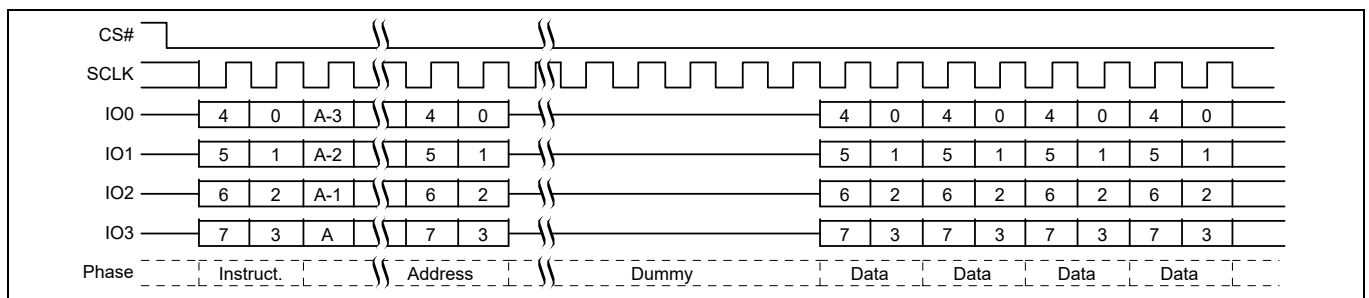 CS#
SCLK
IO0 4 0 A-3 4 0 4 0 4 0 4 0 4 0
IO1 5 1 A-2 5 1 5 1 5 1 5 1 5 1
IO2 6 2 A-1 6 2 6 2 6 2 6 2 6 2
IO3 7 3 A 7 3 7 3 7 3 7 3 7 3
Phase Instruct. Address Dummy Data Data Data Data